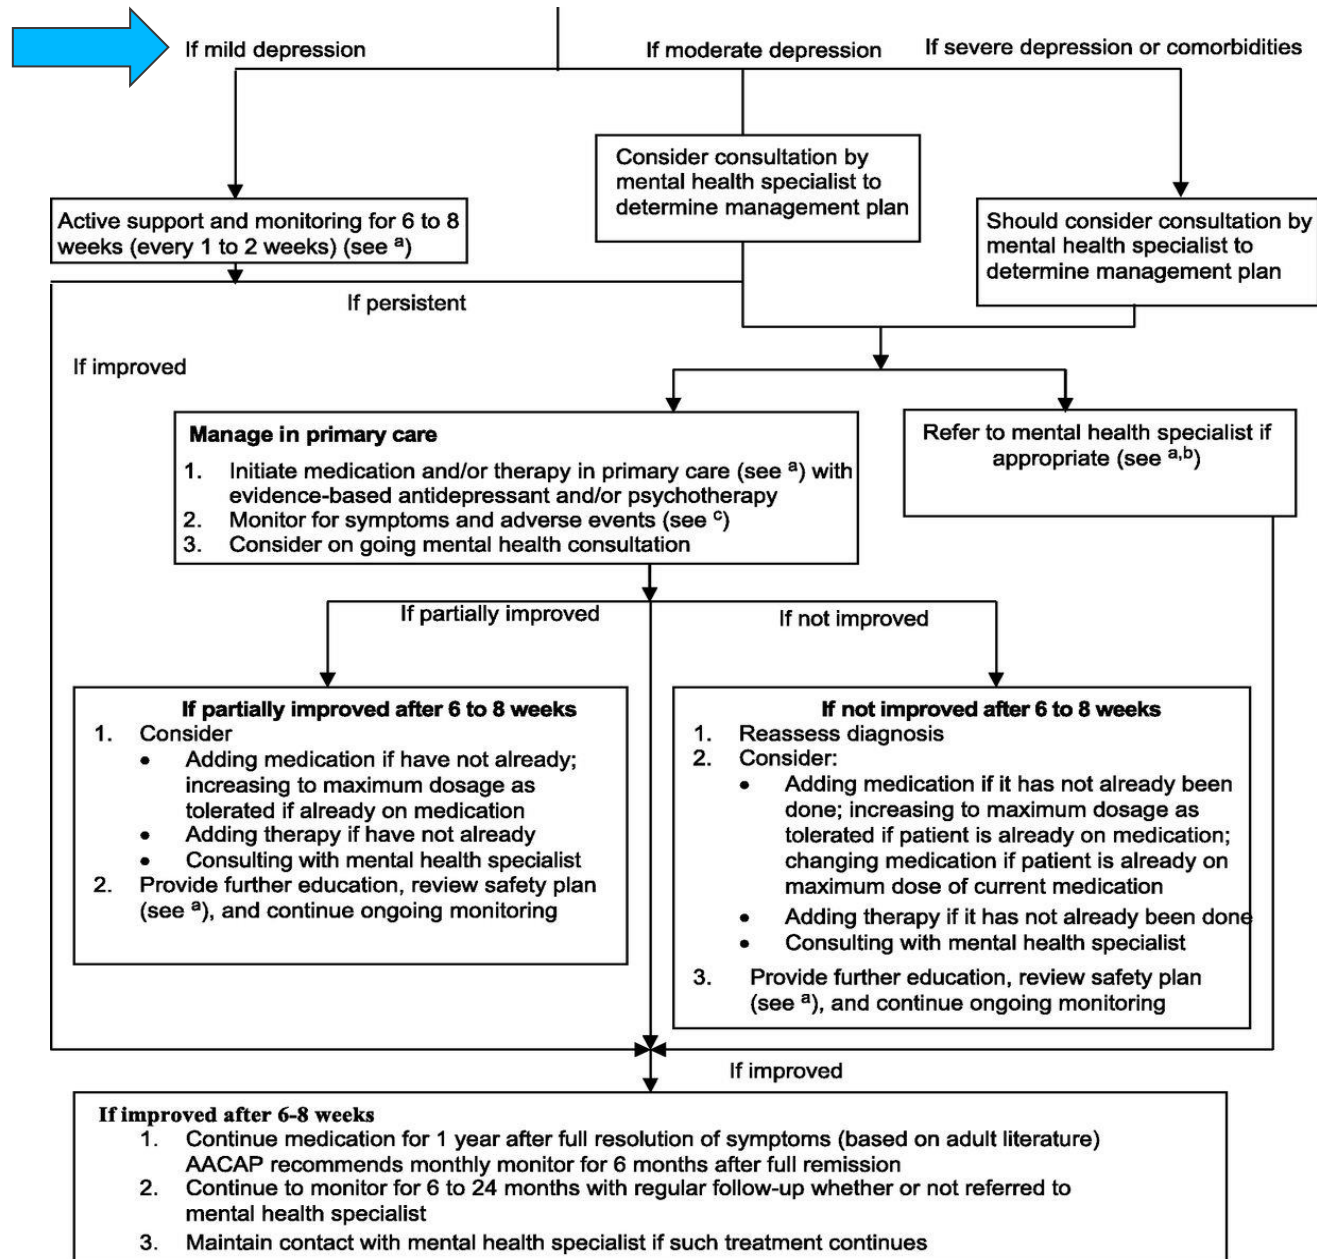 If mild depression
If moderate depression
If severe depression or comorbidities
Consider consultation by
mental health specialist to
determine management plan
Active support and monitoring for 6 to 8
weeks (every 1 to 2 weeks) (see a)
Should consider consultation by
mental health specialist to
determine management plan
If persistent
If improved
Manage in primary care
1. Initiate medication and/or therapy in primary care (see a) with
evidence-based antidepressant and/or psychotherapy
2. Monitor for symptoms and adverse events (see c)
3. Consider on going mental health consultation
Refer to mental health specialist if
appropriate (see a,b)
If partially improved
If not improved
If partially improved after 6 to 8 weeks
1. Consider
• Adding medication if have not already;
increasing to maximum dosage as
tolerated if already on medication
• Adding therapy if have not already
• Consulting with mental health specialist
2. Provide further education, review safety plan
(see a), and continue ongoing monitoring
If not improved after 6 to 8 weeks
1. Reassess diagnosis
2. Consider:
• Adding medication if it has not already been
done; increasing to maximum dosage as
tolerated if patient is already on medication;
changing medication if patient is already on
maximum dose of current medication
• Adding therapy if it has not already been done
• Consulting with mental health specialist
3. Provide further education, review safety plan
(see a), and continue ongoing monitoring
If improved
If improved after 6-8 weeks
1. Continue medication for 1 year after full resolution of symptoms (based on adult literature)
AACAP recommends monthly monitor for 6 months after full remission
2. Continue to monitor for 6 to 24 months with regular follow-up whether or not referred to
mental health specialist
3. Maintain contact with mental health specialist if such treatment continues